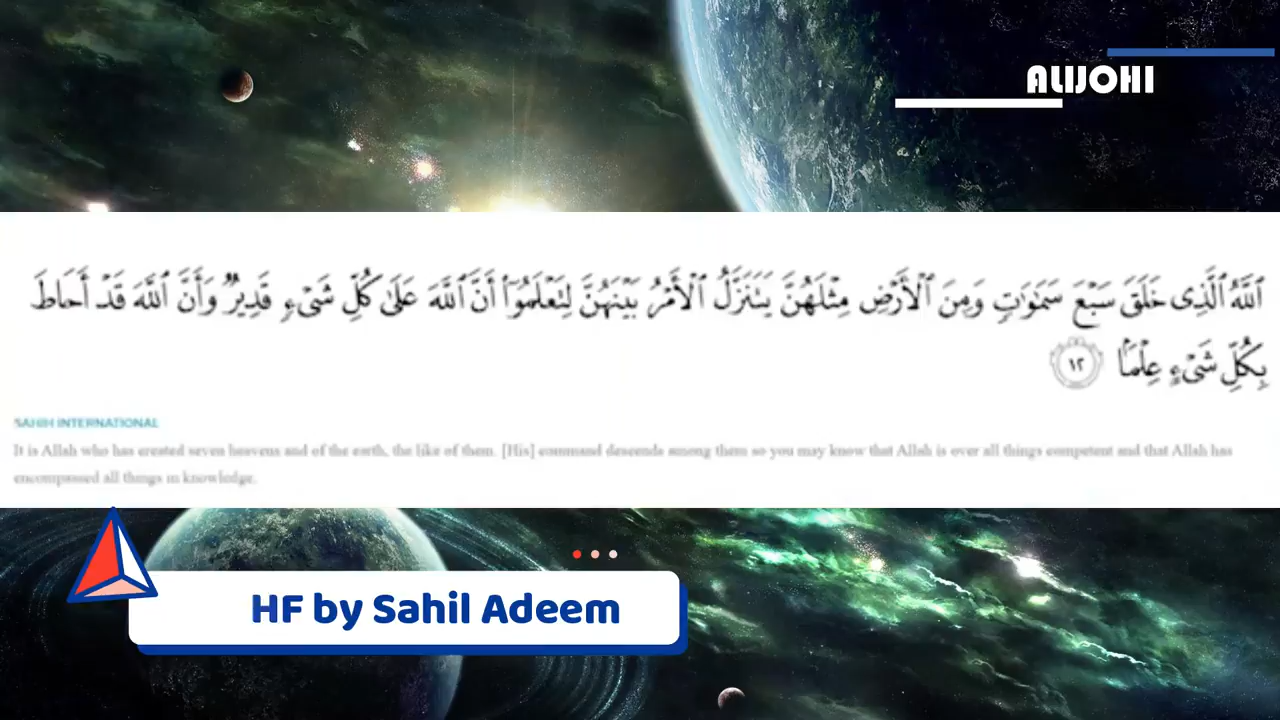 ALIJOHI
ٱللَّهُ ٱلَّذِى خَلَقَ سَبْعَ سَمَٰوَٰتٍ وَمِنَ ٱلْأَرْضِ مِثْلَهُنَّ يَتَنَزَّلُ ٱلْأَمْرُ بَيْنَهُنَّ لِتَعْلَمُوٓا۟ أَنَّ ٱللَّهَ عَلَىٰ كُلِّ شَىْءٍ قَدِيرٌ وَأَنَّ ٱللَّهَ قَدْ أَحَاطَ
بِكُلِّ شَىْءٍ عِلْمًۢا ١٢
SAHIH INTERNATIONAL
It is Allah who has created seven heavens and of the earth, the like of them. [His] command descends among them so you may know that Allah is over all things competent and that Allah has
encompassed all things in knowledge.
HF by Sahil Adeem